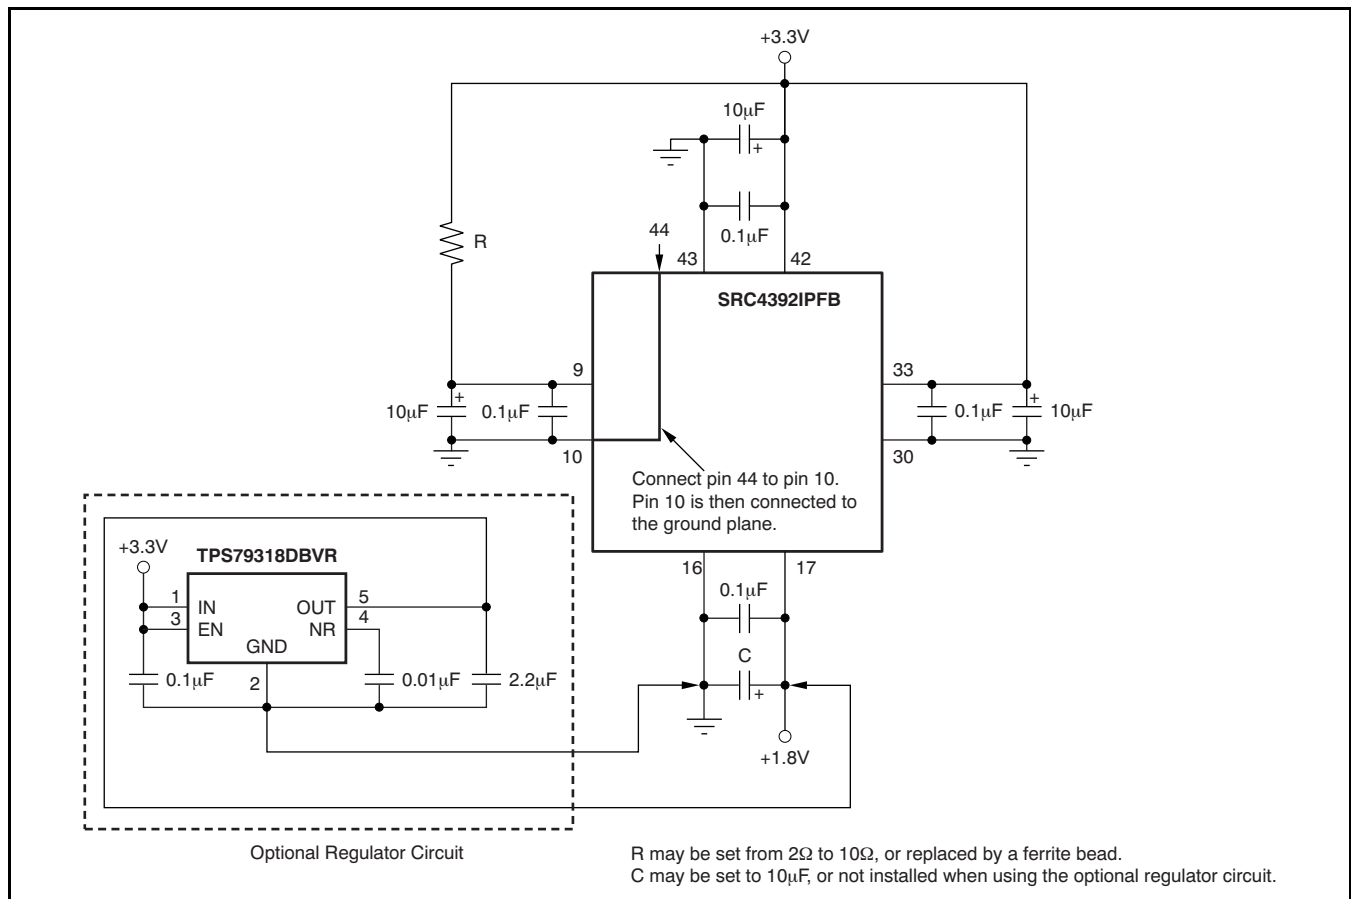 +3.3V
10μF
+
0.1μF
44
43
42
R
SRC4392IPFB
9
33
+
10μF
0.1μF
0.1μF
+
10μF
10
30
Connect pin 44 to pin 10.
Pin 10 is then connected to
the ground plane.
+3.3V
TPS79318DBVR
16
17
0.1μF
1
IN
OUT
5
3
EN
NR
4
GND
0.1μF
2
0.01μF
2.2μF
C
+
+1.8V
Optional Regulator Circuit
R may be set from 2Ω to 10Ω, or replaced by a ferrite bead.
C may be set to 10μF, or not installed when using the optional regulator circuit.